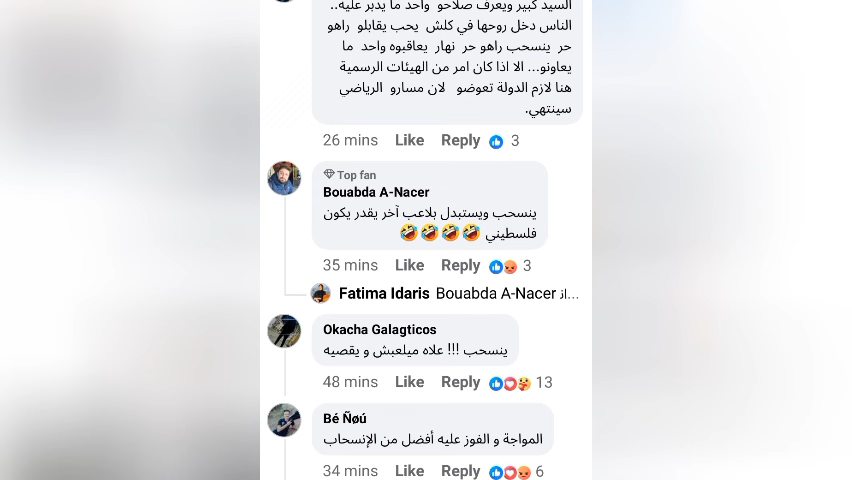 السيد كبير ويعرف صلاحو واحد ما يدبر عليه..
الناس دخل روحها في كلش يحب يقابلو راهو
حر ينسحب راهو حر نهار يعاقبوه واحد ما
يعاونو... الا اذا كان امر من الهيئات الرسمية
هنا لازم الدولة تعوضو لان مسارو الرياضي
سينتهي.
26 mins Like Reply 3
Top fan
Bouabda A-Nacer
ينسحب ويستبدل بلاعب آخر يقدر يكون
فلسطيني 🤣🤣🤣🤣
35 mins Like Reply 3
Fatima Idaris Bouabda A-Nacer از...
Okacha Galagticos
ينسحب !!! علاه ميلعبش و يقصيه
48 mins Like Reply 13
Bé Ñøú
المواجة و الفوز عليه أفضل من الإنسحاب
34 mins Like Reply 6